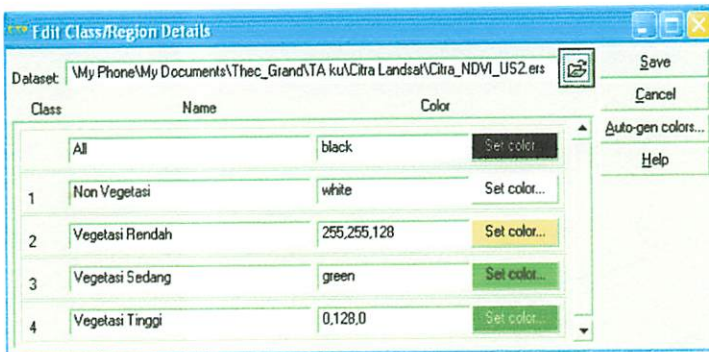 Edit Class/Region Details
Dataset: \My Phone\My Documents\Thec_Grand\TA ku\Citra Landsat\Citra_NDVI_US2.ers
Save
Cancel
Auto-gen colors...
Help
Class Name Color
All black Set color...
1 Non Vegetasi white Set color...
2 Vegetasi Rendah 255,255,128 Set color...
3 Vegetasi Sedang green Set color...
4 Vegetasi Tinggi 0,128,0 Set color...